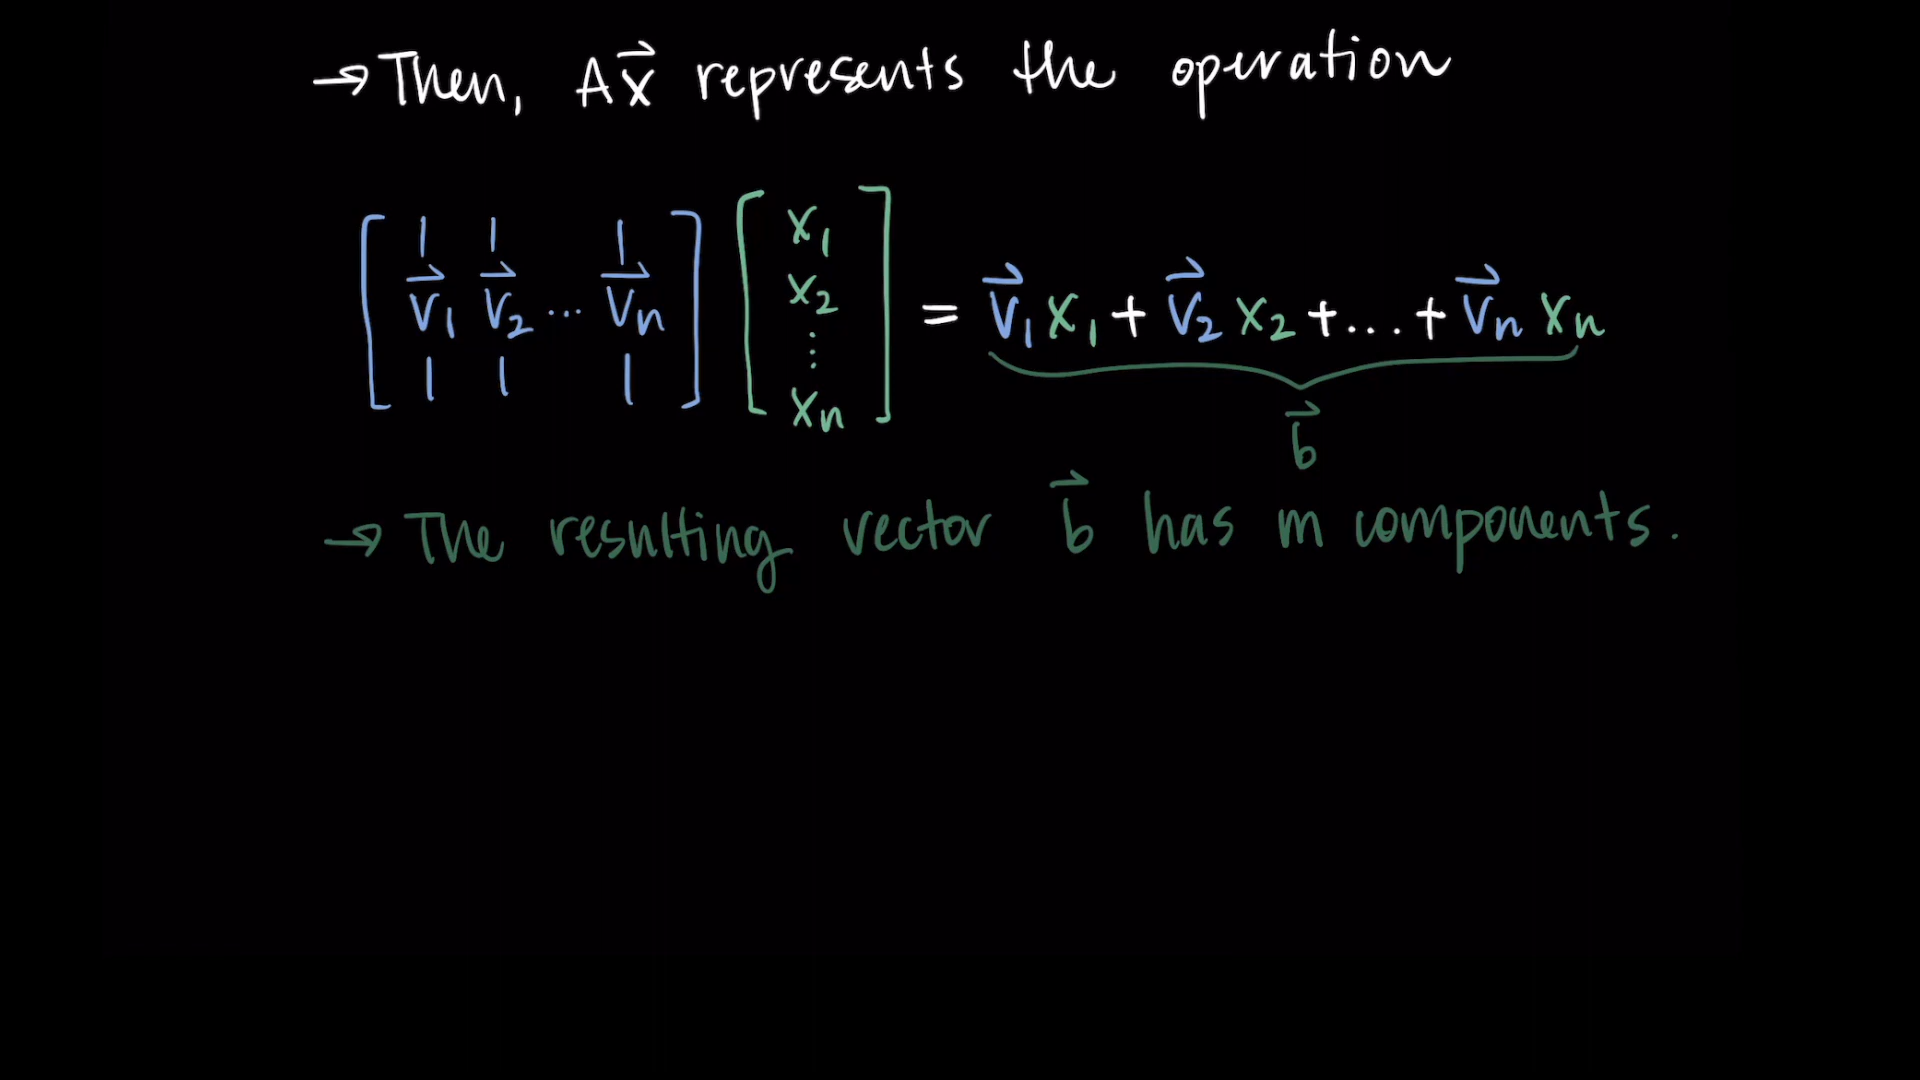 → Then, Ax⃗ represents the operation
[ | | | ; v⃗₁ v⃗₂ ... v⃗ₙ ; | | | ] [ x₁ ; x₂ ; ⋮ ; xₙ ] = v⃗₁x₁ + v⃗₂x₂ + ... + v⃗ₙxₙ
b⃗
→ The resulting vector b⃗ has m components.